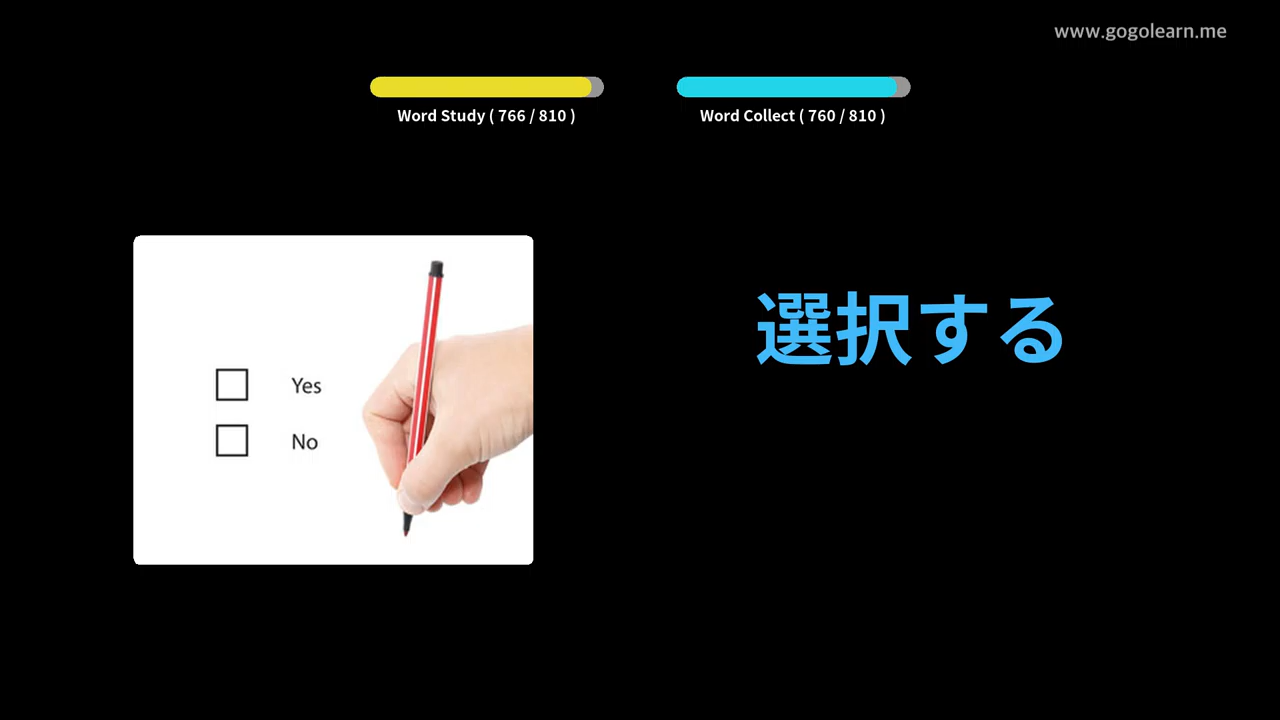 www.gogolearn.me
Word Study ( 766 / 810 )
Word Collect ( 760 / 810 )
選択する
Yes
No